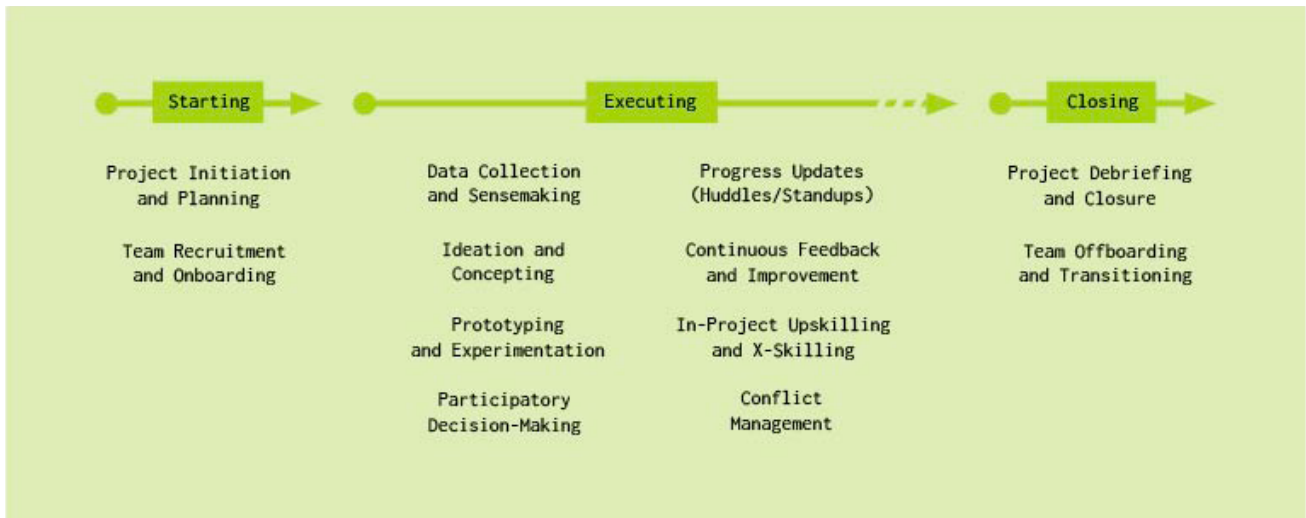 Starting
Project Initiation
and Planning
Team Recruitment
and Onboarding
Executing
Data Collection
and Sensemaking
Ideation and
Concepting
Prototyping
and Experimentation
Participatory
Decision-Making
Progress Updates
(Huddles/Standups)
Continuous Feedback
and Improvement
In-Project Upskilling
and X-Skilling
Conflict
Management
Closing
Project Debriefing
and Closure
Team Offboarding
and Transitioning